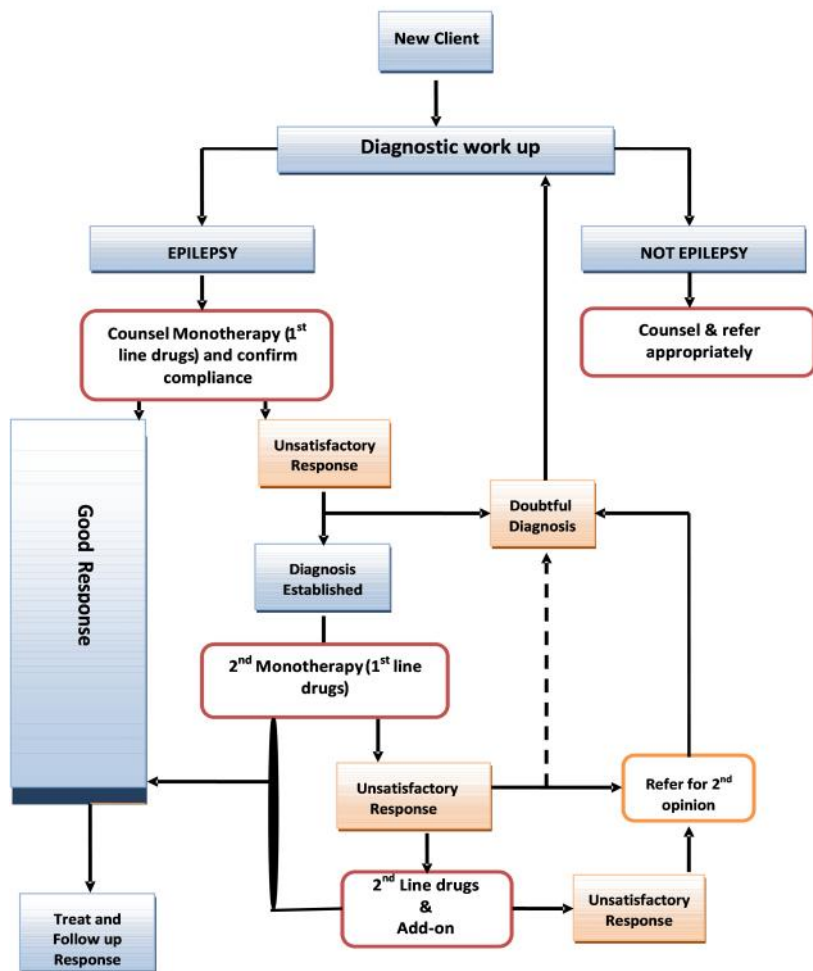 New Client
Diagnostic work up
EPILEPSY
NOT EPILEPSY
Counsel Monotherapy (1st
line drugs) and confirm
compliance
Counsel & refer
appropriately
Good Response
Unsatisfactory
Response
Doubtful
Diagnosis
Diagnosis
Established
2nd Monotherapy (1st line
drugs)
Unsatisfactory
Response
Refer for 2nd
opinion
2nd Line drugs
&
Add-on
Unsatisfactory
Response
Treat and
Follow up
Response